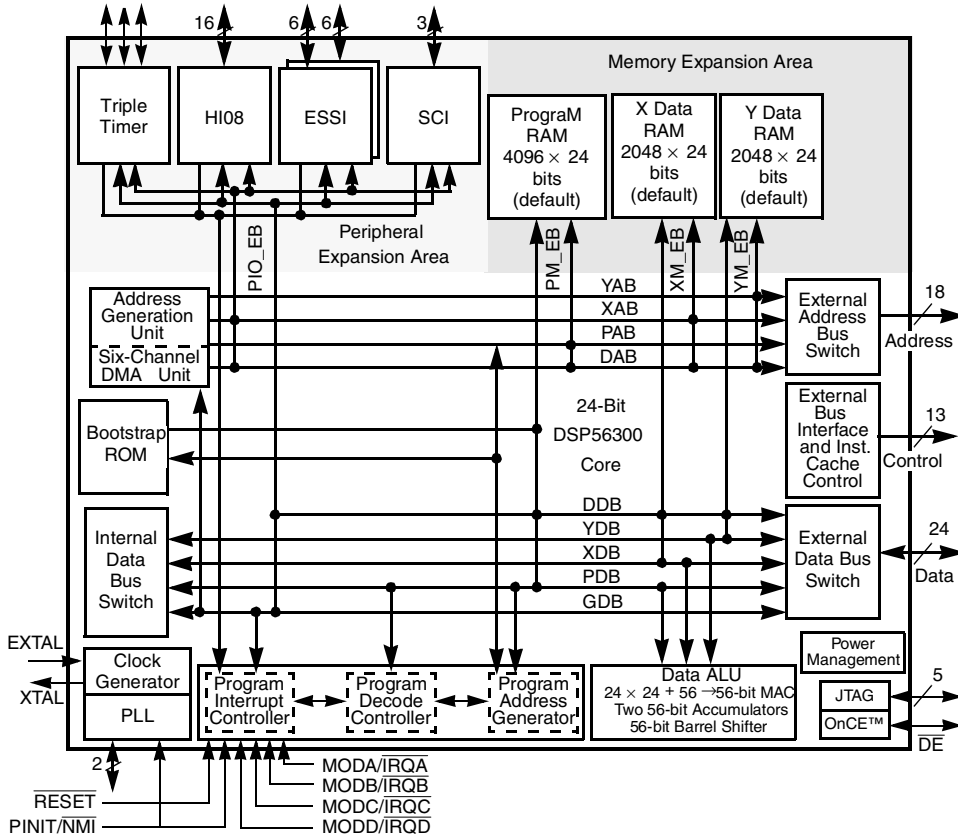 16
6
6
3
Memory Expansion Area
Triple
Timer
HI08
ESSI
SCI
PrograM
RAM
4096 × 24
bits
(default)
X Data
RAM
2048 × 24
bits
(default)
Y Data
RAM
2048 × 24
bits
(default)
Peripheral
Expansion Area
PIO_EB
PM_EB
XM_EB
YM_EB
Address
Generation
Unit
Six-Channel
DMA Unit
YAB
XAB
PAB
DAB
External
Address
Bus
Switch
18
Address
Bootstrap
ROM
24-Bit
DSP56300
Core
External
Bus
Interface
and Inst.
Cache
Control
13
Control
Internal
Data
Bus
Switch
DDB
YDB
XDB
PDB
GDB
External
Data Bus
Switch
24
Data
EXTAL
XTAL
Clock
Generator
PLL
2
Program
Interrupt
Controller
Program
Decode
Controller
Program
Address
Generator
Data ALU
24 × 24 + 56 →56-bit MAC
Two 56-bit Accumulators
56-bit Barrel Shifter
Power
Management
JTAG
OnCE™
5
DE
RESET
PINIT/NMI
MODA/IRQA
MODB/IRQB
MODC/IRQC
MODD/IRQD